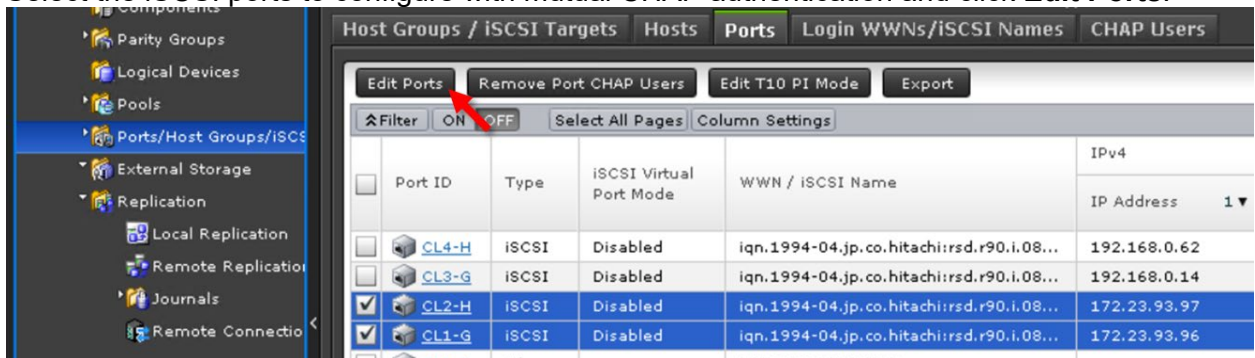 Components
Parity Groups
Logical Devices
Pools
Ports/Host Groups/iSCS
External Storage
Replication
Local Replication
Remote Replication
Journals
Remote Connectio
<
Host Groups / iSCSI Targets Hosts Ports Login WWNs/iSCSI Names CHAP Users
Edit Ports Remove Port CHAP Users Edit T10 PI Mode Export
Filter ON OFF Select All Pages Column Settings
Port ID Type iSCSI Virtual Port Mode WWN / iSCSI Name IPv4
IP Address 1
CL4-H iSCSI Disabled iqn.1994-04.jp.co.hitachi:rsd.r90.i.08... 192.168.0.62
CL3-G iSCSI Disabled iqn.1994-04.jp.co.hitachi:rsd.r90.i.08... 192.168.0.14
CL2-H iSCSI Disabled iqn.1994-04.jp.co.hitachi:rsd.r90.i.08... 172.23.93.97
CL1-G iSCSI Disabled iqn.1994-04.jp.co.hitachi:rsd.r90.i.08... 172.23.93.96